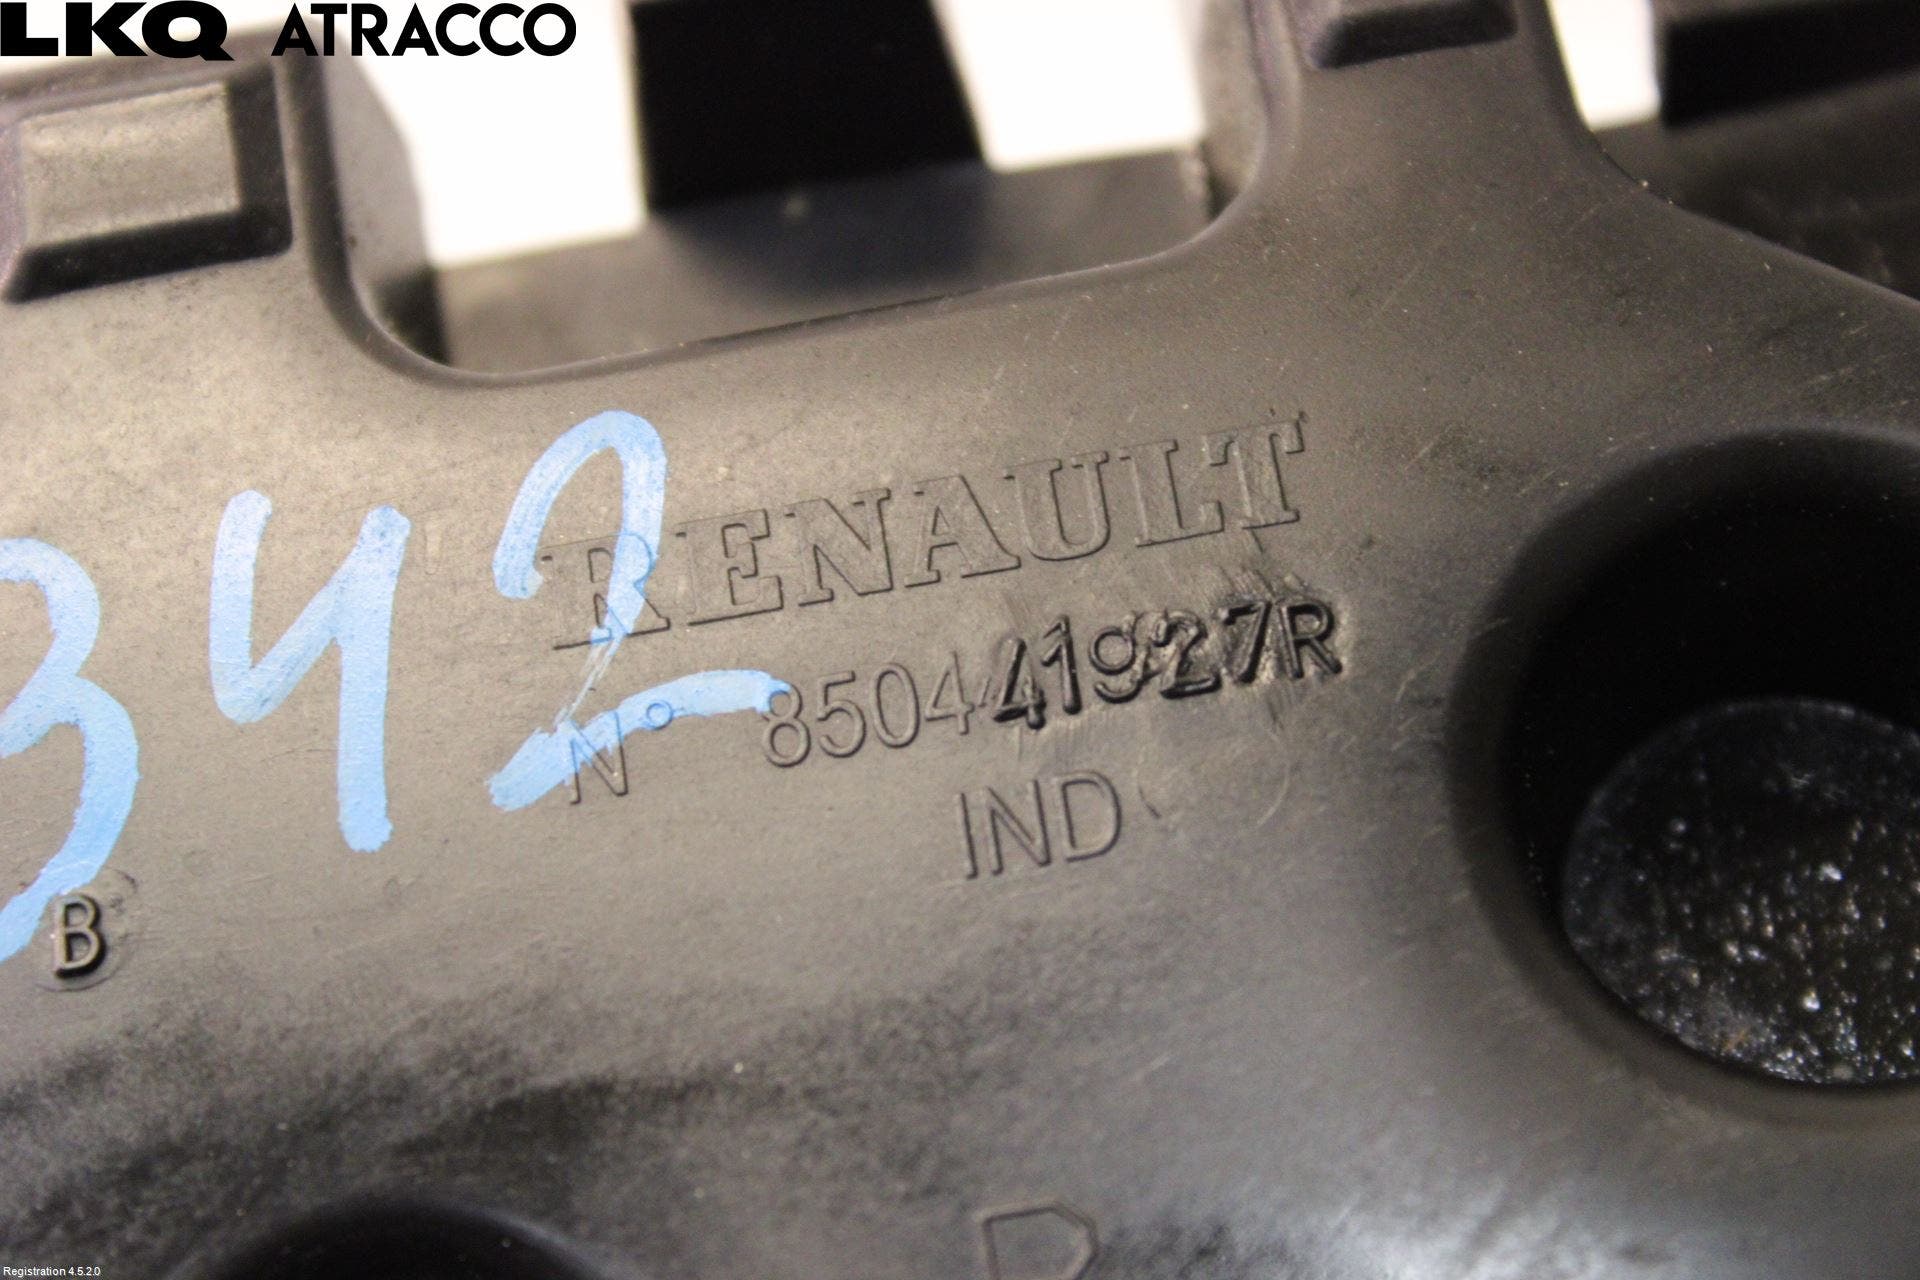 LKQ ATRACCO
342
RENAULT
N° 850441927R
IND
B
Registration 4.5.2.0